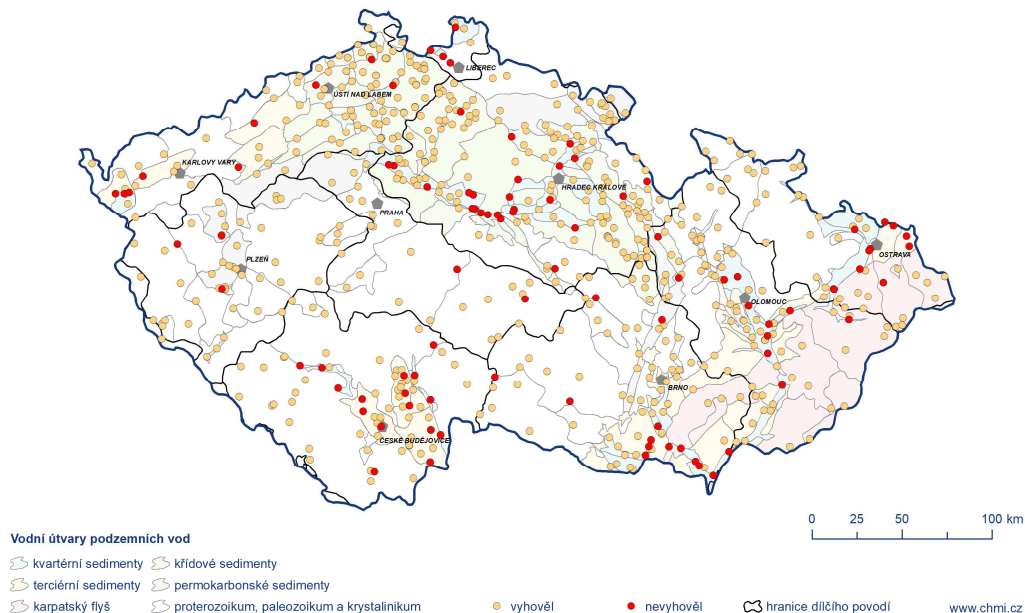 LIBEREC
ÚSTÍ NAD LABEM
KARLOVY VARY
HRADEC KRÁLOVÉ
PRAHA
PLZEŇ
OSTRAVA
OLOMOUC
BRNO
ČESKÉ BUDĚJOVICE
0 25 50 100 km
Vodní útvary podzemních vod
kvartérní sedimenty křídové sedimenty
terciérní sedimenty permokarbonské sedimenty
karpatský flyš proterozoikum, paleozoikum a krystalinikum vyhověl nevyhověl hranice dílčího povodí www.chmi.cz